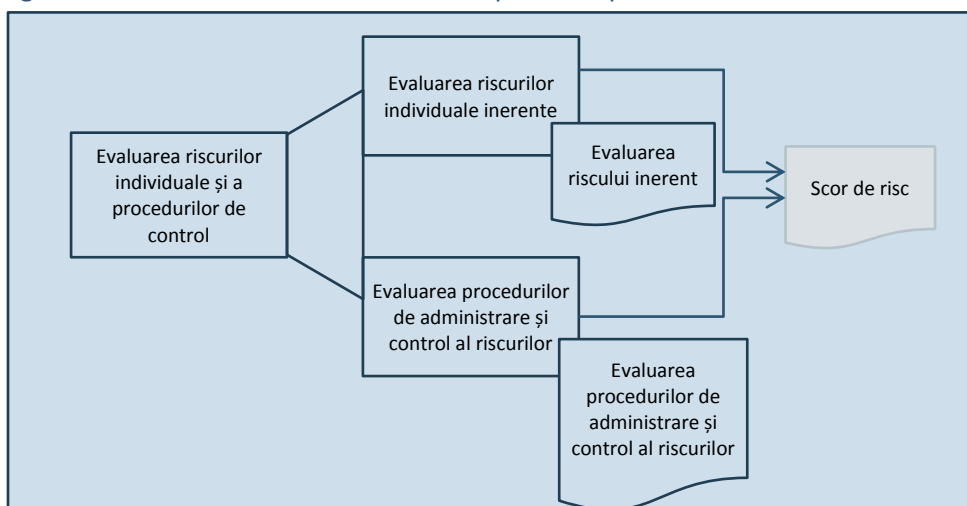 Evaluarea riscurilor
individuale și a
procedurilor de
control
Evaluarea riscurilor
individuale inerente
Evaluarea
riscului inerent
Scor de risc
Evaluarea procedurilor
de administrare și
control al riscurilor
Evaluarea
procedurilor de
administrare și
control al riscurilor